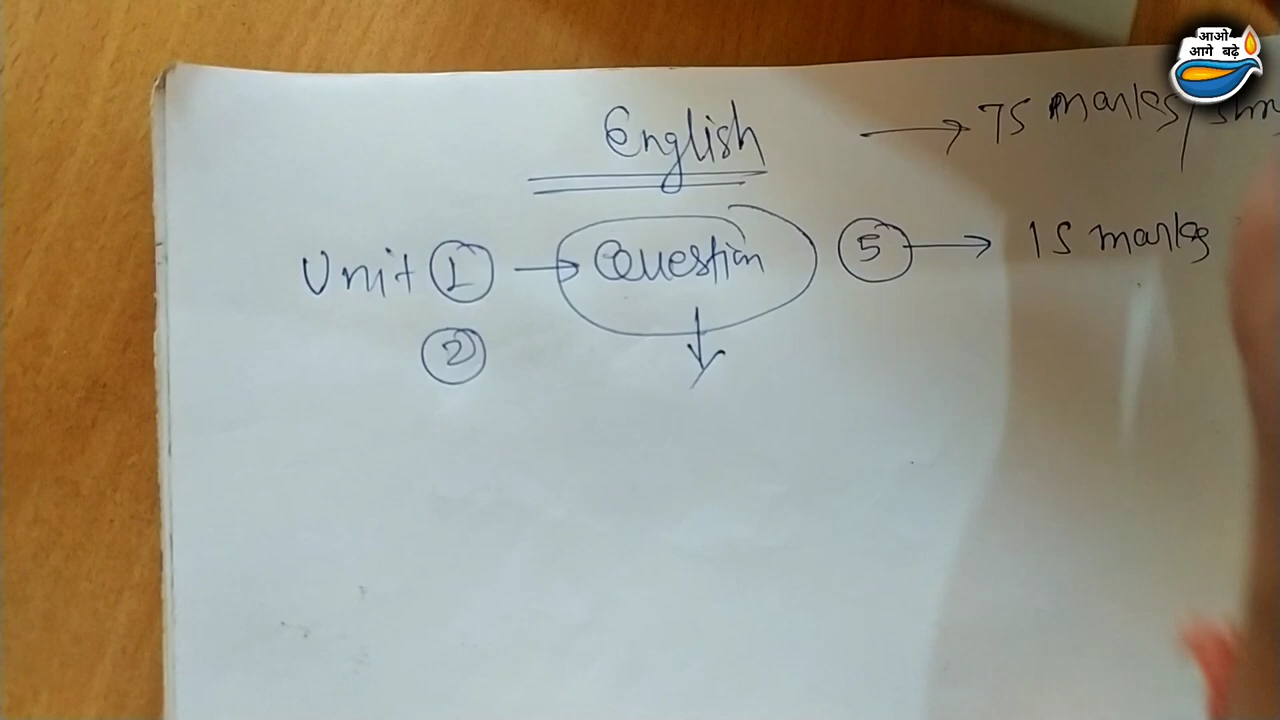 आओ
आगे बढ़े
English → 75 marks/
Unit ① → Question ⑤ → 15 marks
②